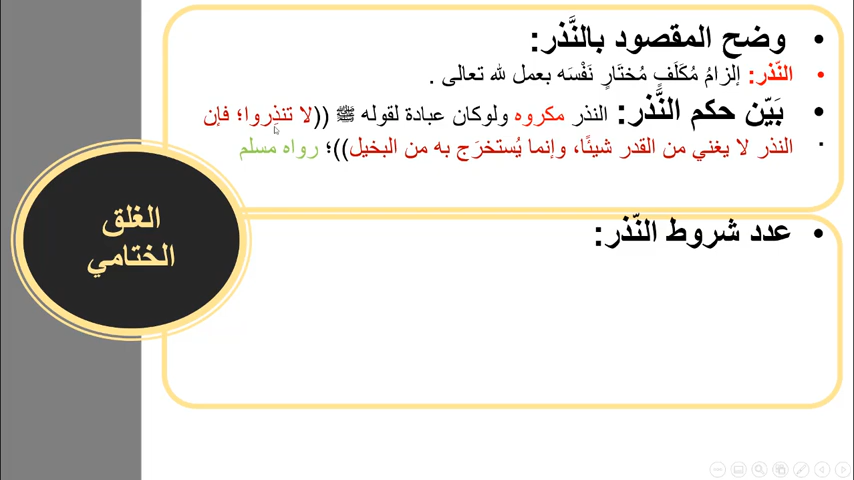 وضح المقصود بالنَّذر:
النّذر: إلزامُ مُكَلَفٍ مُختَارٍ نَفْسَه بعمل لله تعالى .
بَيّن حكم النَّذر: النذر مكروه ولوكان عبادة لقوله ﷺ ((لا تنذِروا؛ فإن
النذر لا يغني من القدر شيئًا، وإنما يُستخرَج به من البخيل))؛ رواه مسلم
الغلق
الختامي
عدد شروط النّذر: